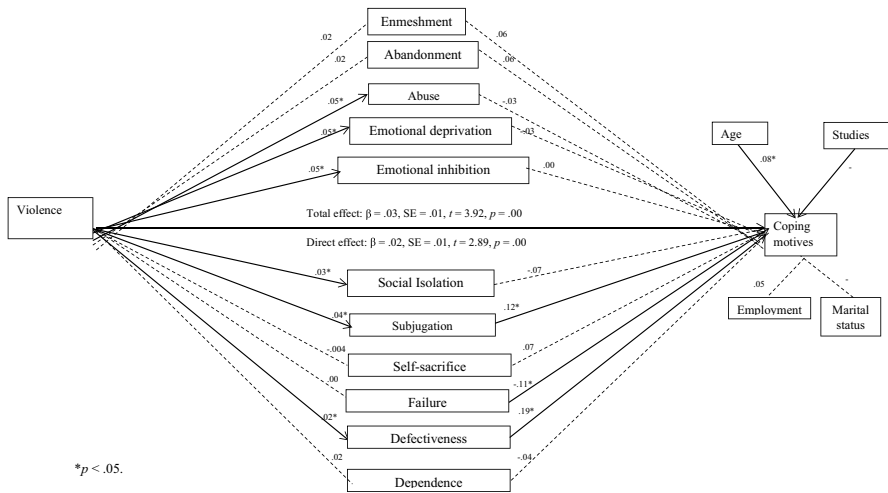 Enmeshment
.02
.06
Abandonment
.02
.06
Abuse
.05*
-.03
Age
Studies
Emotional deprivation
.05*
-.03
.08*
-
Emotional inhibition
.05*
.00
Violence
Total effect: β = .03, SE = .01, t = 3.92, p = .00
Coping
motives
Direct effect: β = .02, SE = .01, t = 2.89, p = .00
.03*
Social Isolation
-.07
.05
-
Employment
Marital
status
.04*
Subjugation
.12*
-.004
Self-sacrifice
.07
.00
Failure
-.11*
.02*
Defectiveness
.19*
.02
Dependence
-.04
*p < .05.